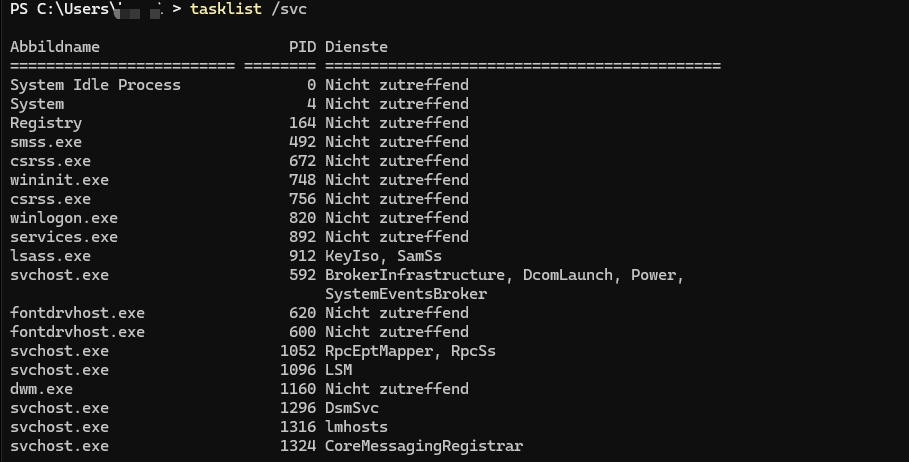 PS C:\Users\ > tasklist /svc
Abbildname PID Dienste
========================= ======== ============================================
System Idle Process 0 Nicht zutreffend
System 4 Nicht zutreffend
Registry 164 Nicht zutreffend
smss.exe 492 Nicht zutreffend
csrss.exe 672 Nicht zutreffend
wininit.exe 748 Nicht zutreffend
csrss.exe 756 Nicht zutreffend
winlogon.exe 820 Nicht zutreffend
services.exe 892 Nicht zutreffend
lsass.exe 912 KeyIso, SamSs
svchost.exe 592 BrokerInfrastructure, DcomLaunch, Power,
SystemEventsBroker
fontdrvhost.exe 620 Nicht zutreffend
fontdrvhost.exe 600 Nicht zutreffend
svchost.exe 1052 RpcEptMapper, RpcSs
svchost.exe 1096 LSM
dwm.exe 1160 Nicht zutreffend
svchost.exe 1296 DsmSvc
svchost.exe 1316 lmhosts
svchost.exe 1324 CoreMessagingRegistrar